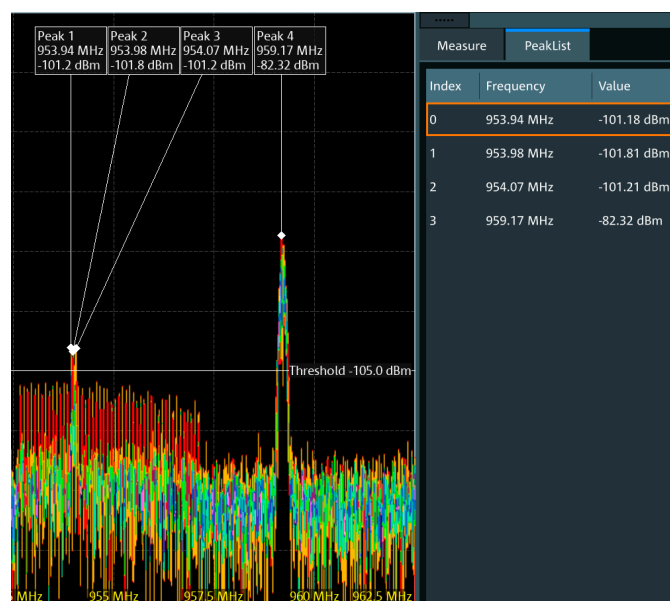 Peak 1 Peak 2 Peak 3 Peak 4
953.94 MHz 953.98 MHz 954.07 MHz 959.17 MHz
-101.2 dBm -101.8 dBm -101.2 dBm -82.32 dBm
Threshold -105.0 dBm
MHz 955 MHz 957.5 MHz 960 MHz 962.5 MHz
Measure PeakList
Index Frequency Value
0 953.94 MHz -101.18 dBm
1 953.98 MHz -101.81 dBm
2 954.07 MHz -101.21 dBm
3 959.17 MHz -82.32 dBm